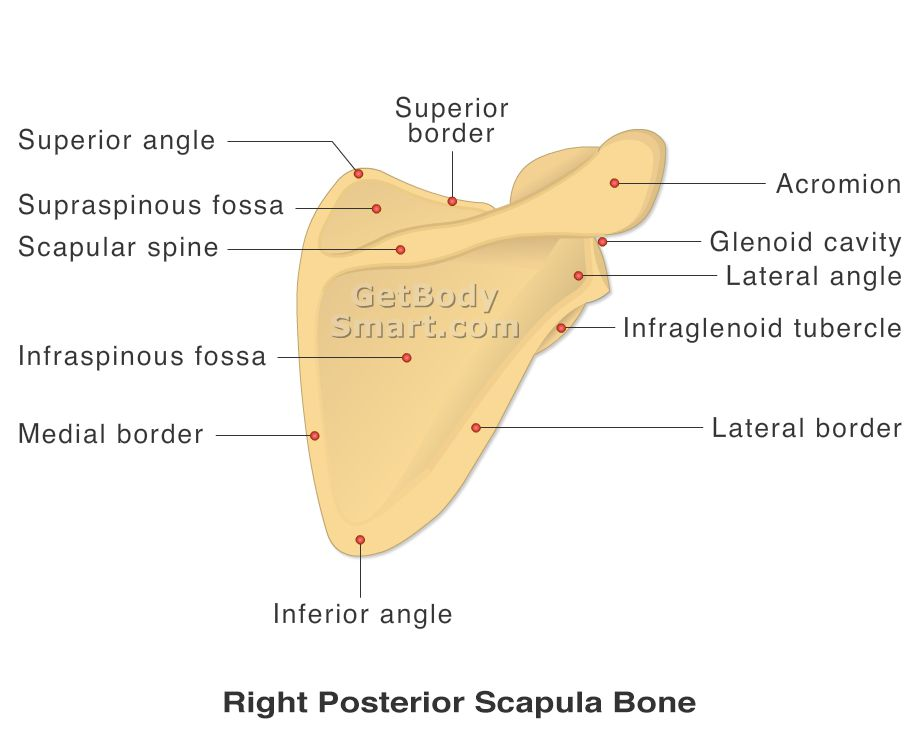 Superior
border
Superior angle
Acromion
Supraspinous fossa
Glenoid cavity
Scapular spine
Lateral angle
GetBody
Smart.com
Infraglenoid tubercle
Infraspinous fossa
Medial border
Lateral border
Inferior angle
Right Posterior Scapula Bone